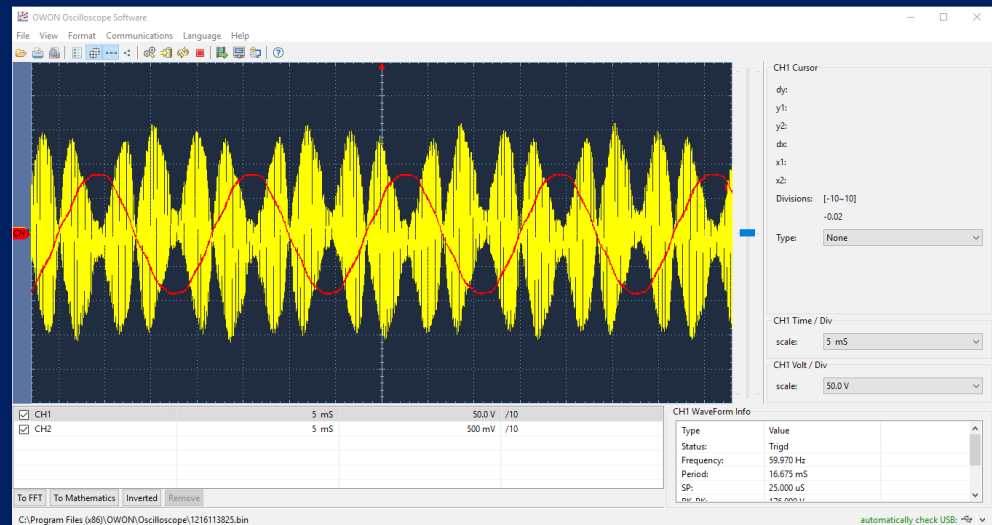 OWON Oscilloscope Software
File View Format Communications Language Help
CH1 Cursor
dy:
y1:
y2:
dx:
x1:
x2:
Divisions: [-10~10]
-0.02
Type: None
CH1 Time / Div
scale: 5 mS
CH1 Volt / Div
scale: 50.0 V
CH1 5 mS 50.0 V /10
CH2 5 mS 500 mV /10
CH1 WaveForm Info
Type Value
Status: Trigd
Frequency: 59.970 Hz
Period: 16.675 mS
SP: 25.000 uS
To FFT To Mathematics Inverted Remove
C:\Program Files (x86)\OWON\Oscilloscope\1216113825.bin
automatically check USB: